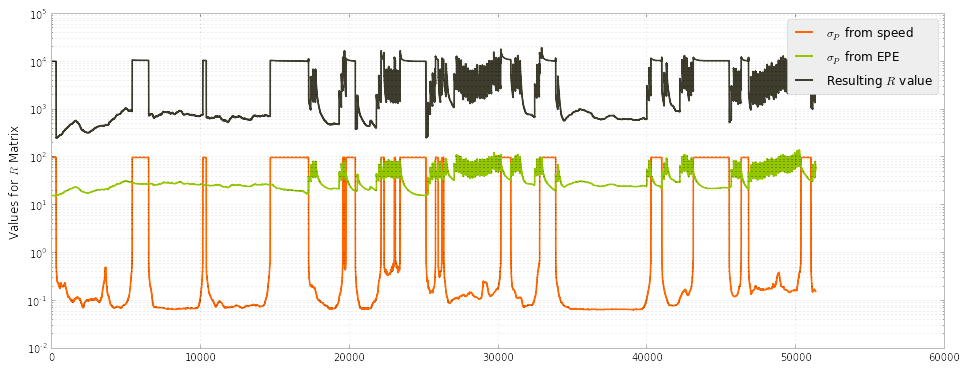 10^5
σ_P from speed
σ_P from EPE
Resulting R value
10^4
10^3
10^2
10^1
10^0
10^-1
10^-2
Values for R Matrix
0 10000 20000 30000 40000 50000 60000